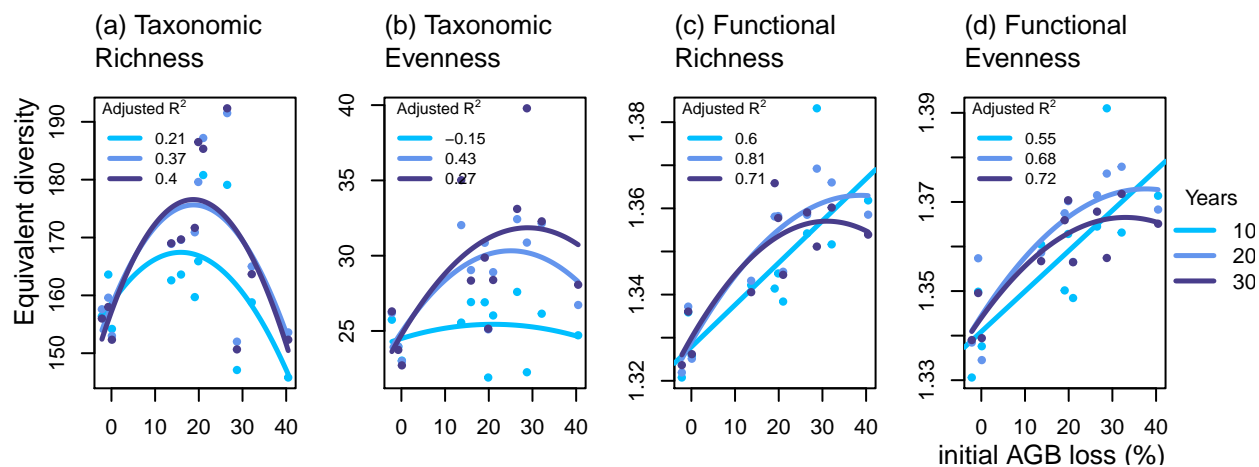 (a) Taxonomic
Richness
(b) Taxonomic
Evenness
(c) Functional
Richness
(d) Functional
Evenness
Equivalent diversity
Adjusted R²
0.21
0.37
0.4
150 160 170 180 190
0 10 20 30 40
Adjusted R²
−0.15
0.43
0.27
25 30 35 40
0 10 20 30 40
Adjusted R²
0.6
0.81
0.71
1.32 1.34 1.36 1.38
0 10 20 30 40
Adjusted R²
0.55
0.68
0.72
1.33 1.35 1.37 1.39
0 10 20 30 40
initial AGB loss (%)
Years
10
20
30